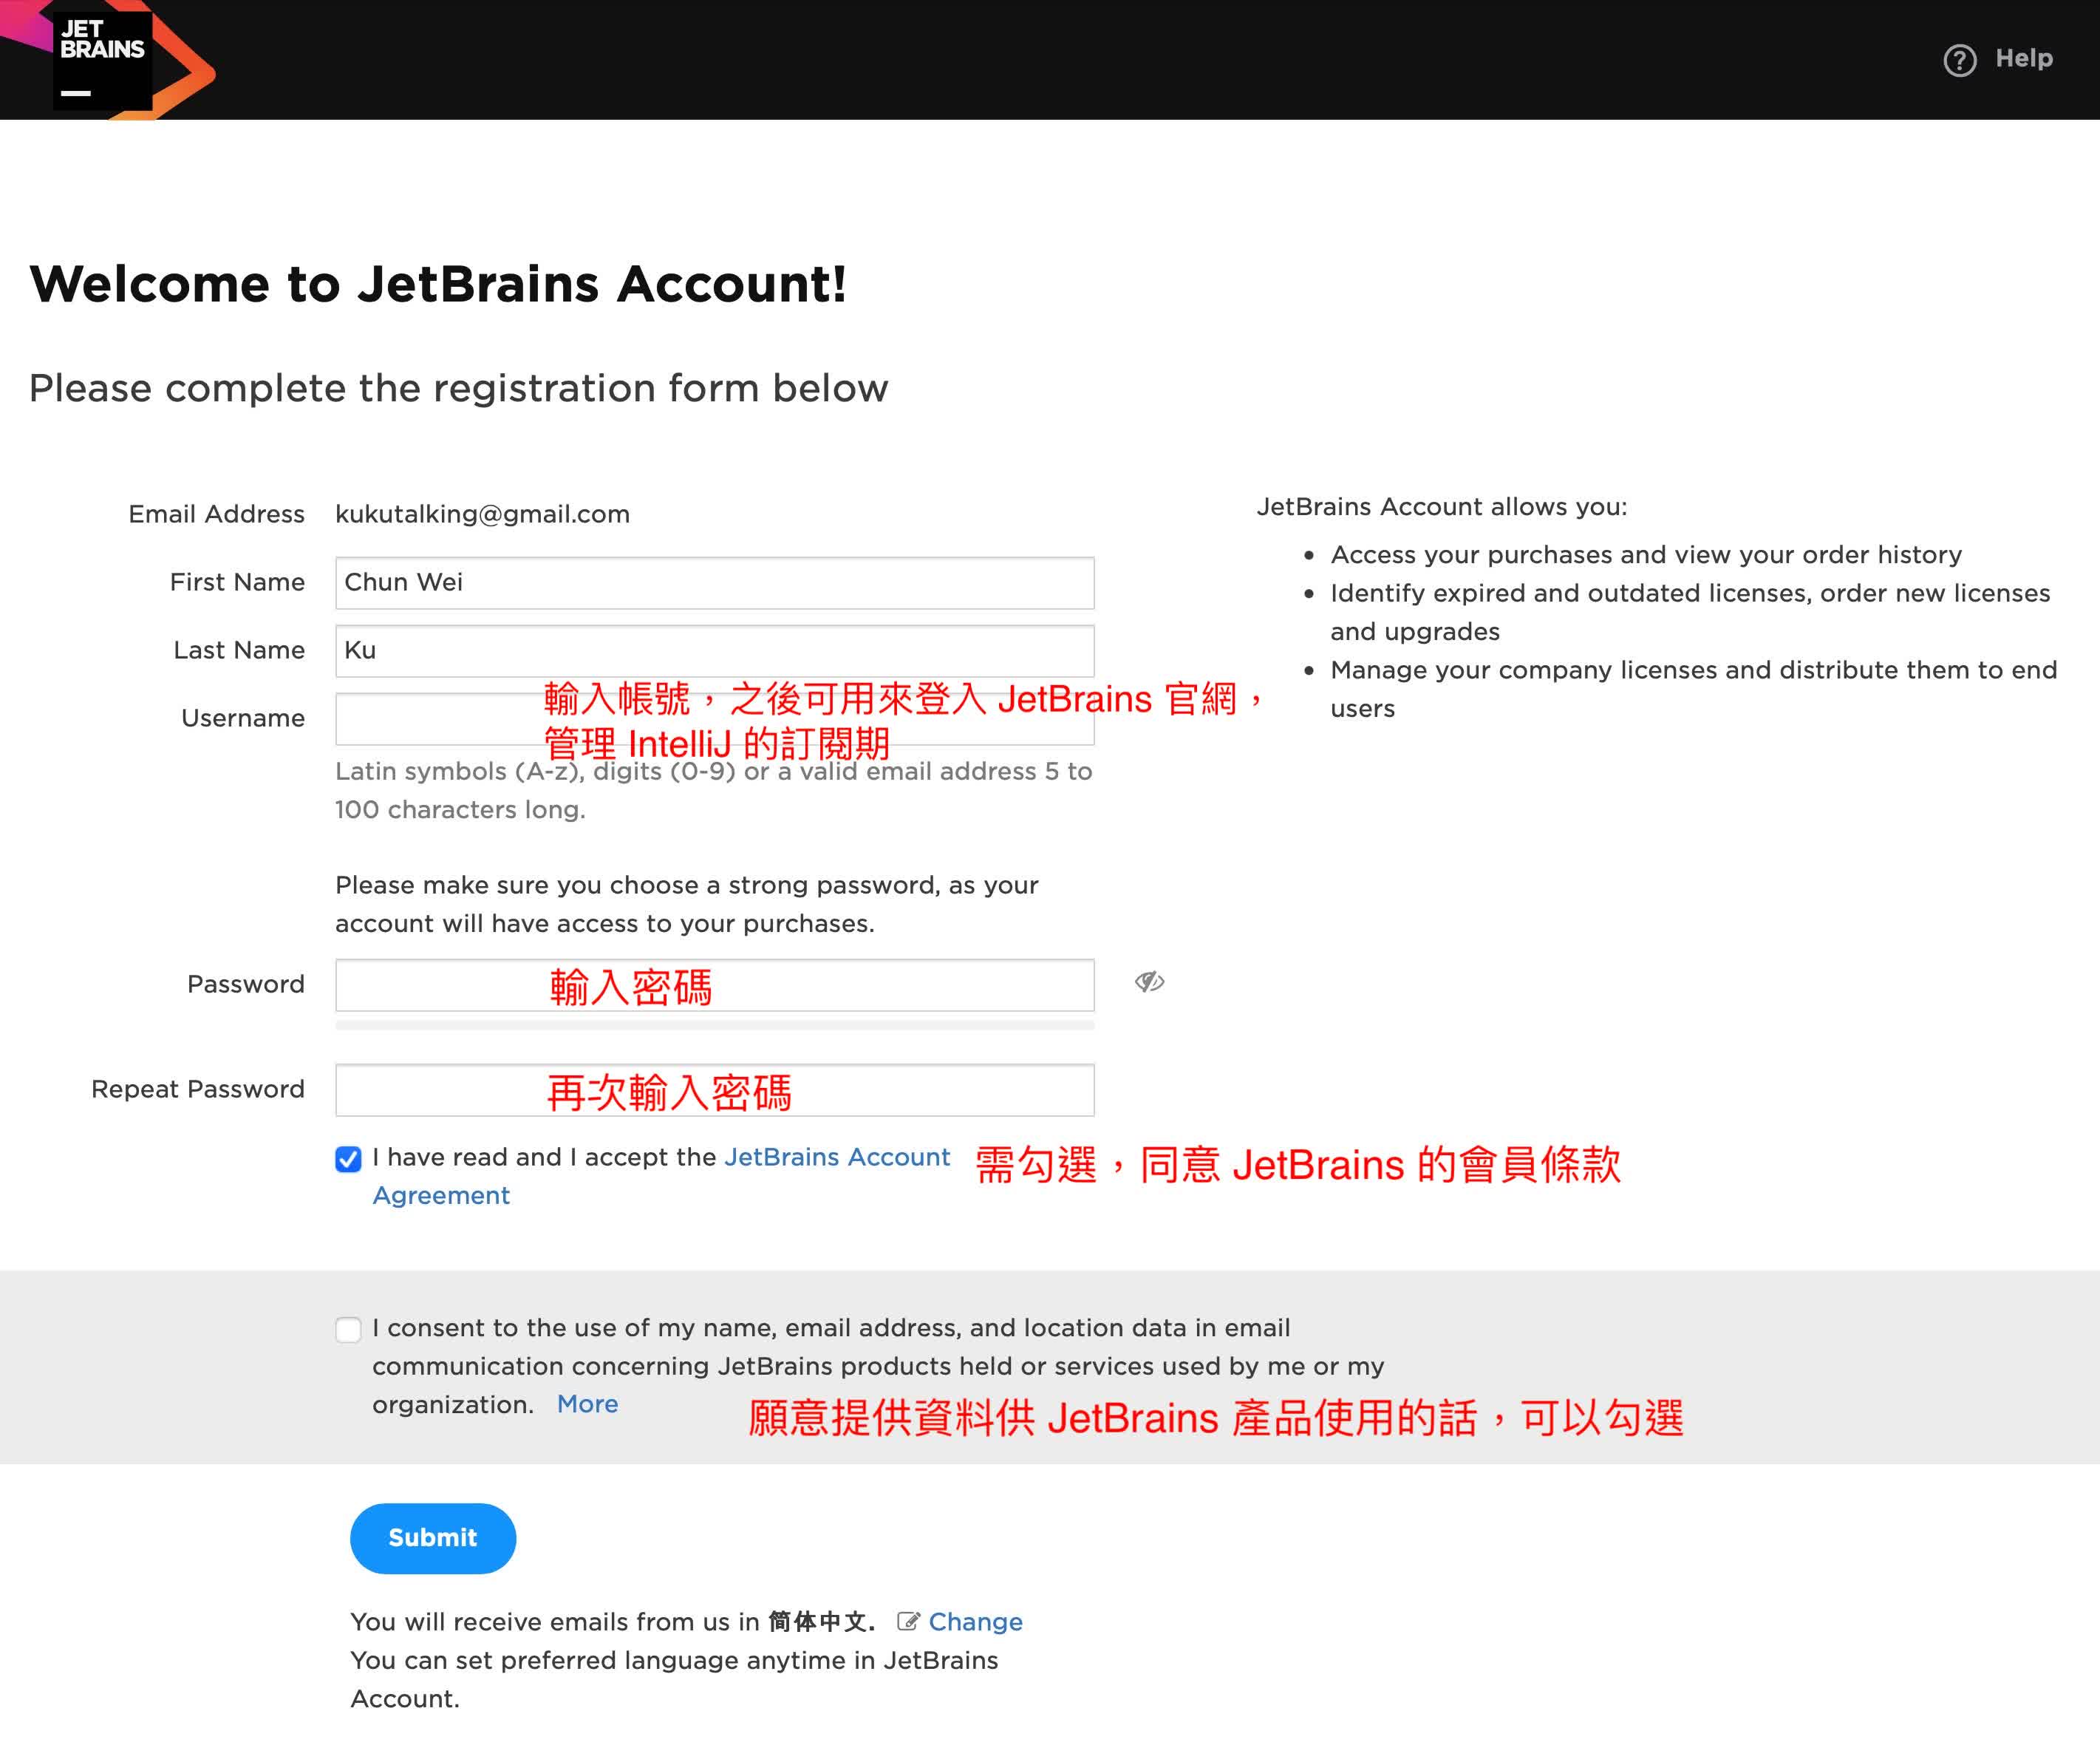 JET
BRAINS
Help
Welcome to JetBrains Account!
Please complete the registration form below
Email Address kukutalking@gmail.com
First Name Chun Wei
Last Name Ku
Username
輸入帳號，之後可用來登入 JetBrains 官網，
管理 IntelliJ 的訂閱期
Latin symbols (A-z), digits (0-9) or a valid email address 5 to
100 characters long.
Please make sure you choose a strong password, as your
account will have access to your purchases.
Password 輸入密碼
Repeat Password 再次輸入密碼
I have read and I accept the JetBrains Account
Agreement
需勾選，同意 JetBrains 的會員條款
JetBrains Account allows you:
• Access your purchases and view your order history
• Identify expired and outdated licenses, order new licenses
and upgrades
• Manage your company licenses and distribute them to end
users
I consent to the use of my name, email address, and location data in email
communication concerning JetBrains products held or services used by me or my
organization. More
願意提供資料供 JetBrains 產品使用的話，可以勾選
Submit
You will receive emails from us in 简体中文. Change
You can set preferred language anytime in JetBrains
Account.